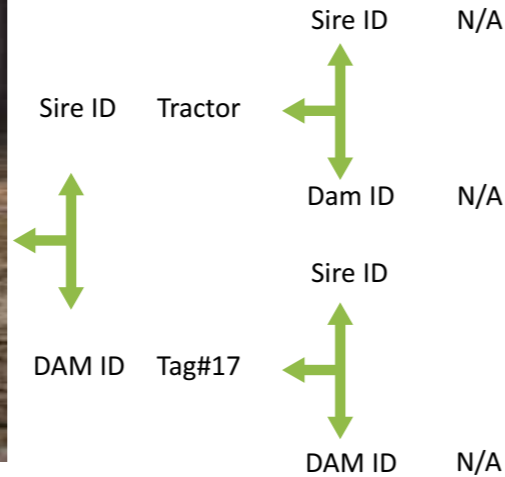 Sire ID N/A
Sire ID Tractor
Dam ID N/A
Sire ID
DAM ID Tag#17
DAM ID N/A